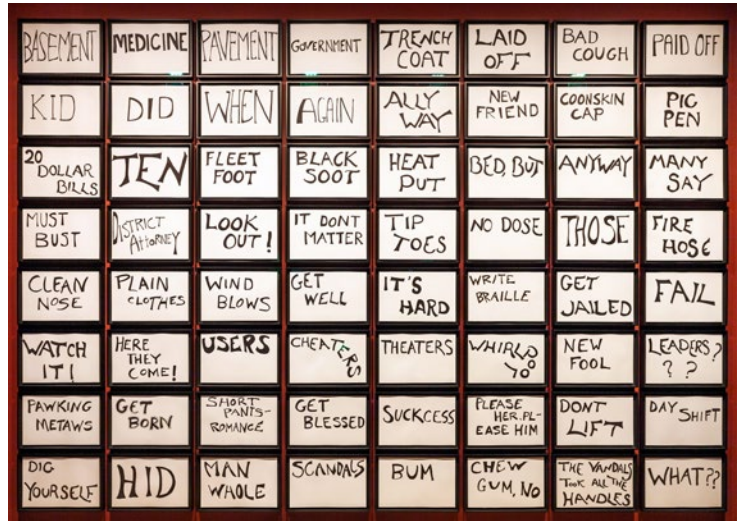 BASEMENT
MEDICINE
PAVEMENT
GOVERNMENT
TRENCH
COAT
LAID
OFF
BAD
COUGH
PAID OFF
KID
DID
WHEN
AGAIN
ALLY
WAY
NEW
FRIEND
COONSKIN
CAP
PIG
PEN
20
DOLLAR
BILLS
TEN
FLEET
FOOT
BLACK
SOOT
HEAT
PUT
BED, BUT
ANYWAY
MANY
SAY
MUST
BUST
DISTRICT
ATTORNEY
LOOK
OUT!
IT DONT
MATTER
TIP
TOES
NO DOSE
THOSE
FIRE
HOSE
CLEAN
NOSE
PLAIN
CLOTHES
WIND
BLOWS
GET
WELL
IT'S
HARD
WRITE
BRAILLE
GET
JAILED
FAIL
WATCH
IT!
HERE
THEY
COME!
USERS
CHEATERS
THEATERS
WHIRLPO
OL
NEW
FOOL
LEADERS?
? ?
PAWKING
METAWS
GET
BORN
SHORT
PANTS-
ROMANCE
GET
BLESSED
SUCKCESS
PLEASE
HER, PL-
EASE HIM
DONT
LIFT
DAY SHIFT
DIG
YOURSELF
HID
MAN
WHOLE
SCANDALS
BUM
CHEW
GUM, NO
THE VANDALS
TOOK ALL THE
HANDLES
WHAT??